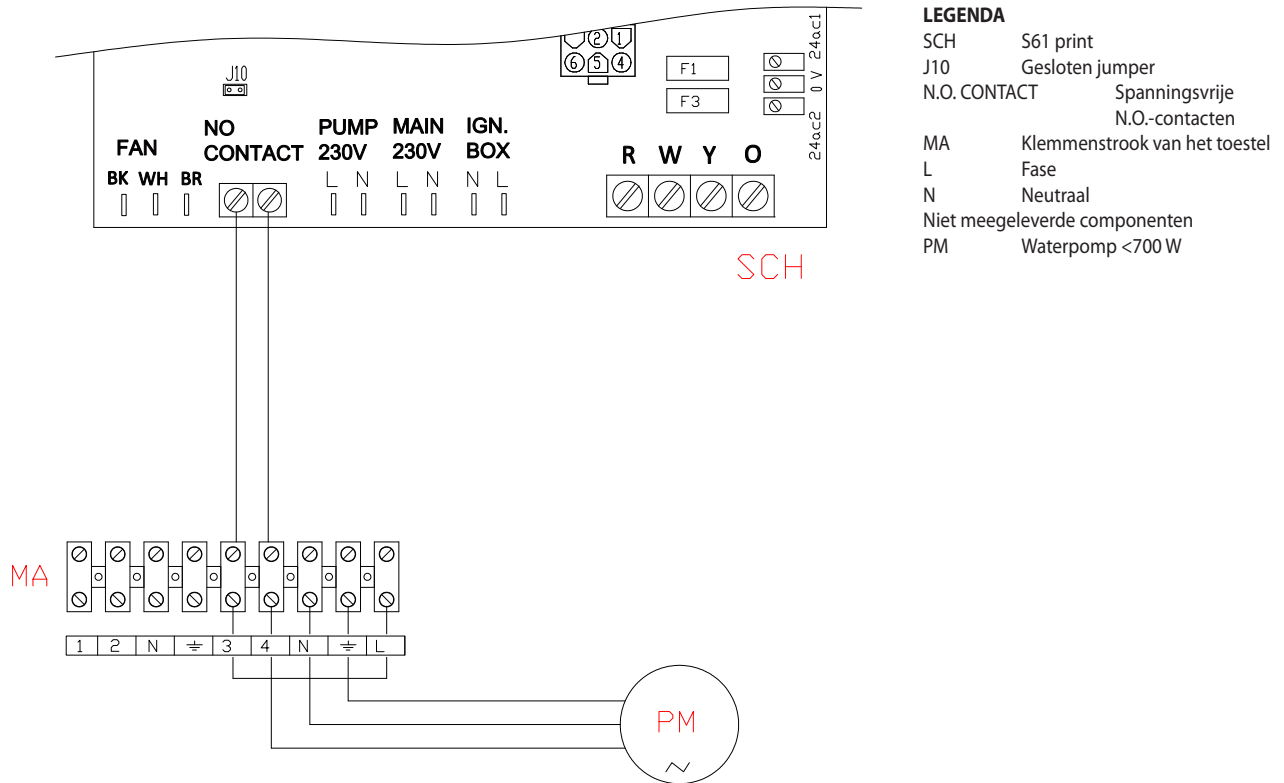 J10
② ①
⑥ ⑤ ④
F1
F3
24ac1
0 V
24ac2
FAN
BK WH BR
NO
CONTACT
PUMP
230V
L N
MAIN
230V
L N
IGN.
BOX
N L
R W Y O
SCH
MA
1 2 N ⏚ 3 4 N ⏚ L
PM
~
LEGENDA
SCH S61 print
J10 Gesloten jumper
N.O. CONTACT Spanningsvrije
N.O.-contacten
MA Klemmenstrook van het toestel
L Fase
N Neutraal
Niet meegeleverde componenten
PM Waterpomp <700 W